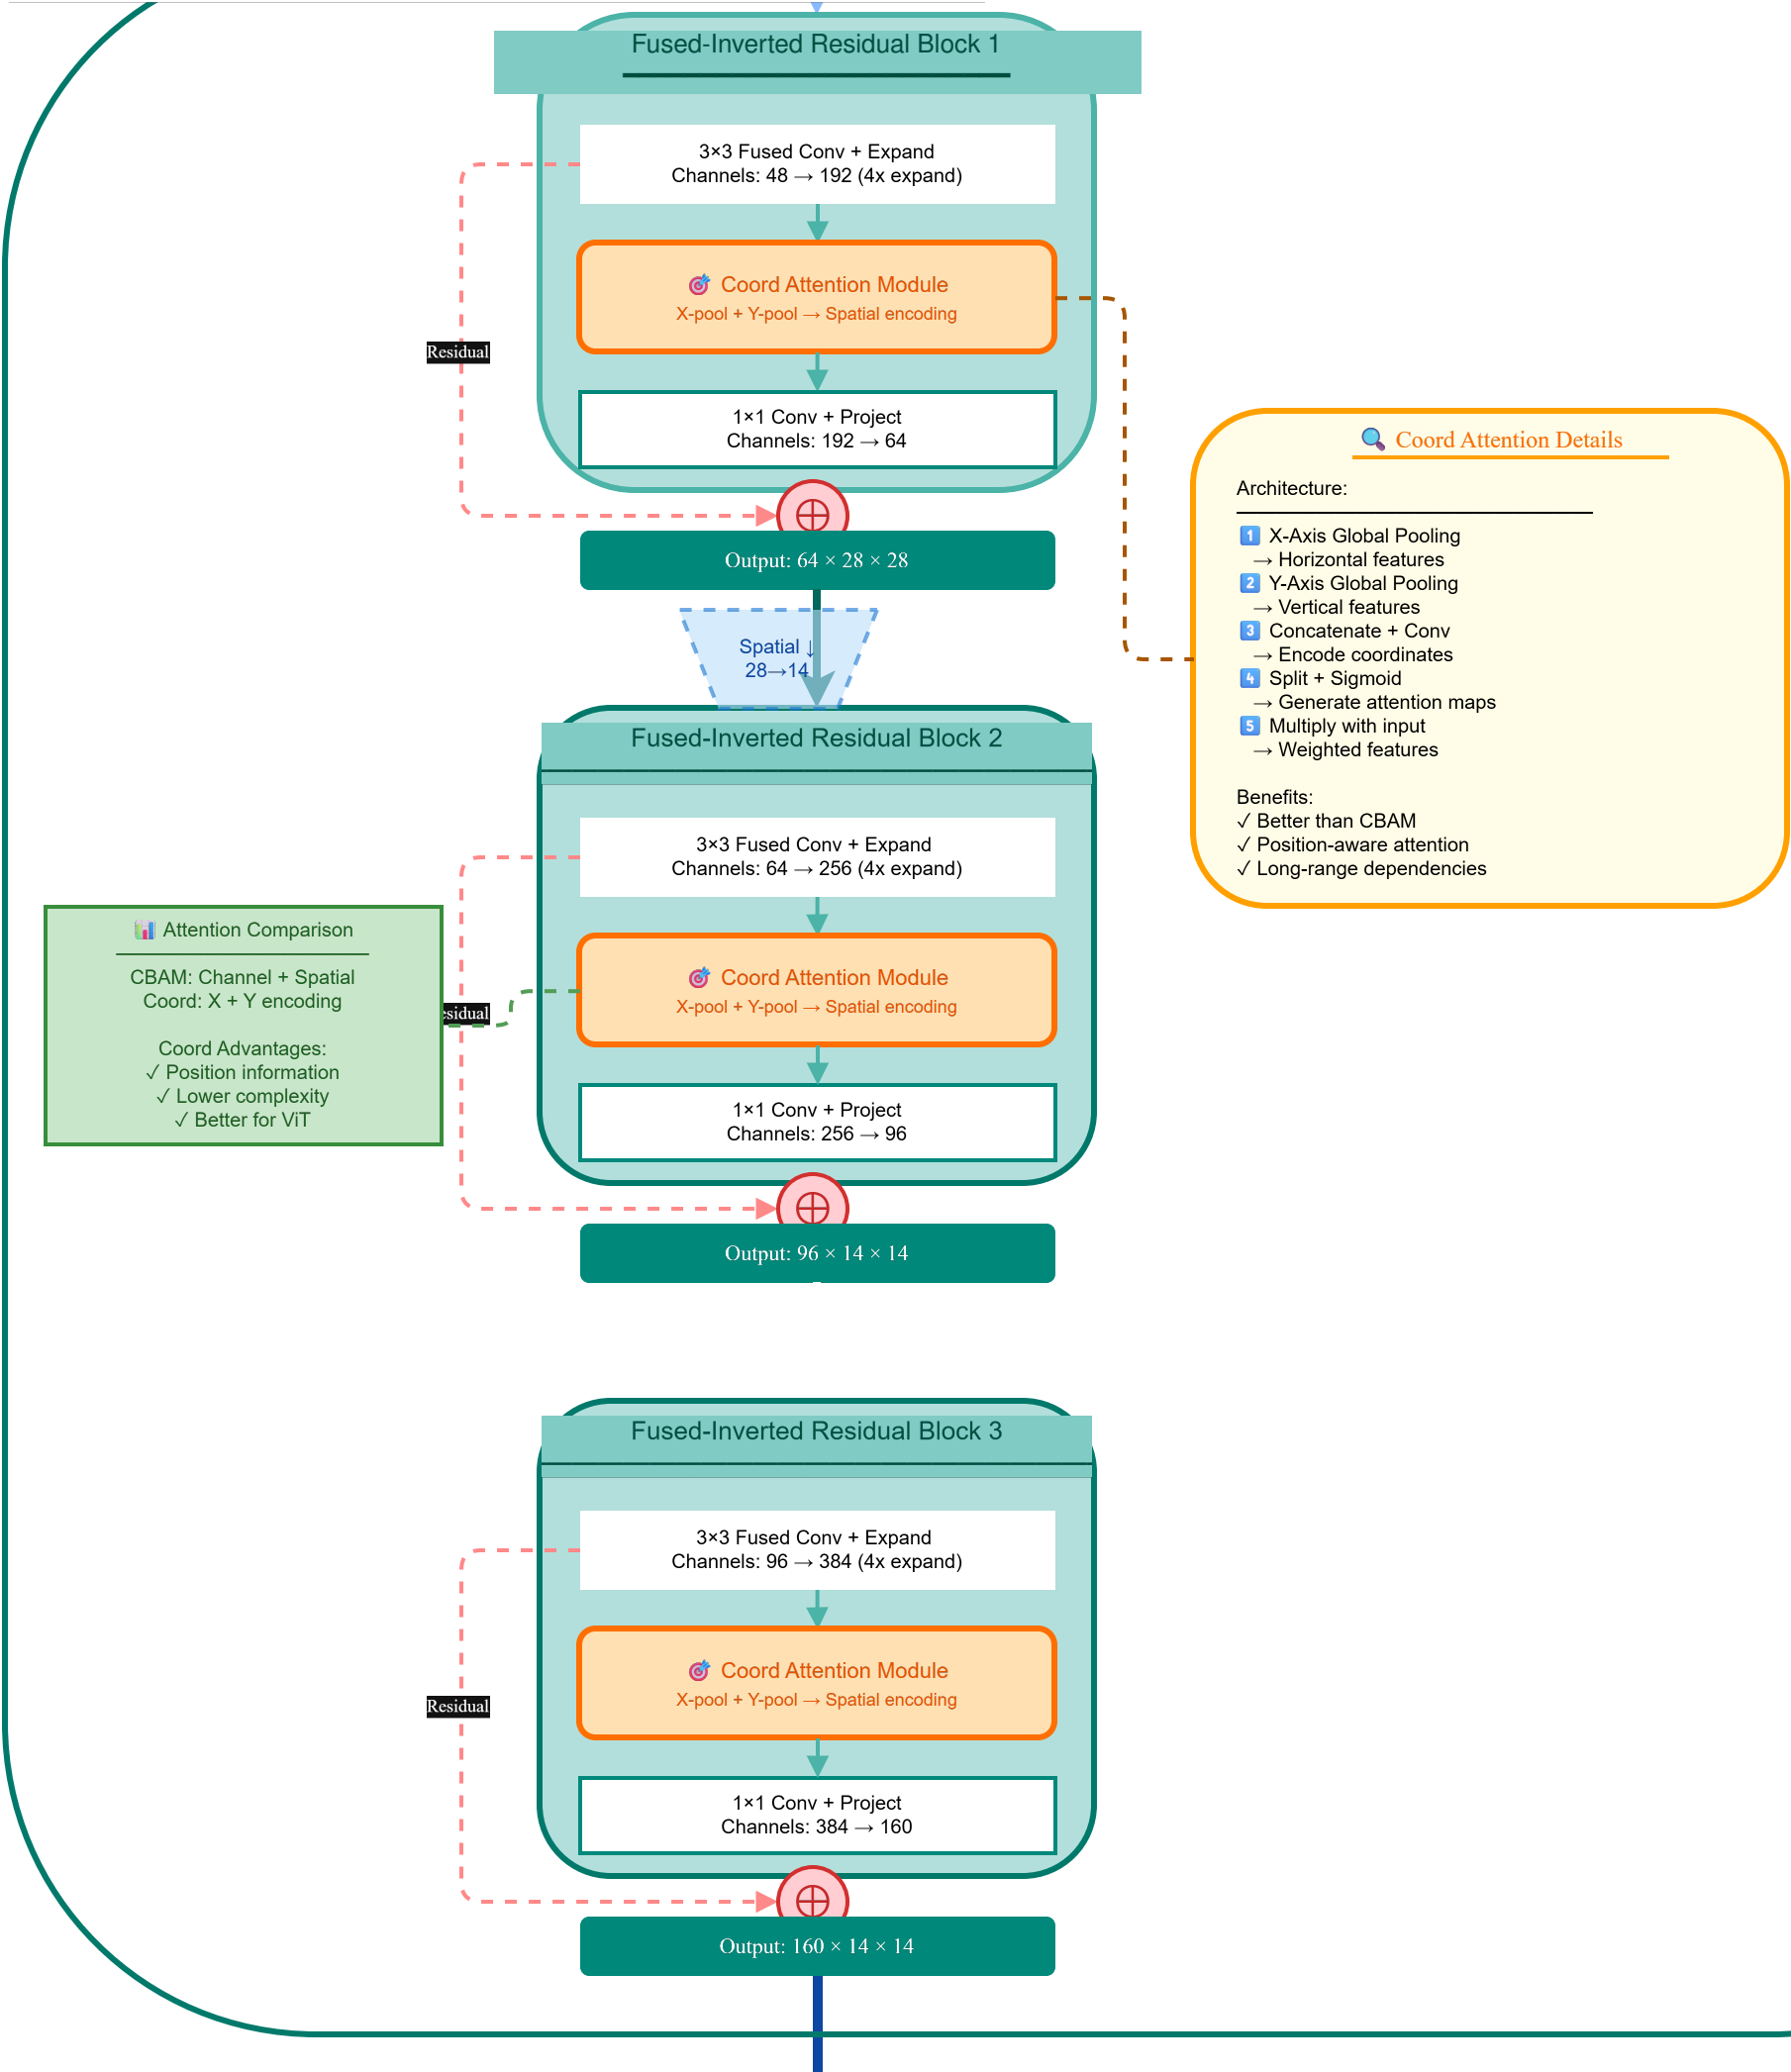 Fused-Inverted Residual Block 1
3×3 Fused Conv + Expand
Channels: 48 → 192 (4x expand)
🎯 Coord Attention Module
X-pool + Y-pool → Spatial encoding
Residual
1×1 Conv + Project
Channels: 192 → 64
⊕
Output: 64 × 28 × 28
Spatial ↓
28→14
🔍 Coord Attention Details
Architecture:
1️⃣ X-Axis Global Pooling
→ Horizontal features
2️⃣ Y-Axis Global Pooling
→ Vertical features
3️⃣ Concatenate + Conv
→ Encode coordinates
4️⃣ Split + Sigmoid
→ Generate attention maps
5️⃣ Multiply with input
→ Weighted features
Benefits:
✓ Better than CBAM
✓ Position-aware attention
✓ Long-range dependencies
Fused-Inverted Residual Block 2
3×3 Fused Conv + Expand
Channels: 64 → 256 (4x expand)
🎯 Coord Attention Module
X-pool + Y-pool → Spatial encoding
esidual
1×1 Conv + Project
Channels: 256 → 96
⊕
Output: 96 × 14 × 14
📊 Attention Comparison
CBAM: Channel + Spatial
Coord: X + Y encoding
Coord Advantages:
✓ Position information
✓ Lower complexity
✓ Better for ViT
Fused-Inverted Residual Block 3
3×3 Fused Conv + Expand
Channels: 96 → 384 (4x expand)
🎯 Coord Attention Module
X-pool + Y-pool → Spatial encoding
Residual
1×1 Conv + Project
Channels: 384 → 160
⊕
Output: 160 × 14 × 14